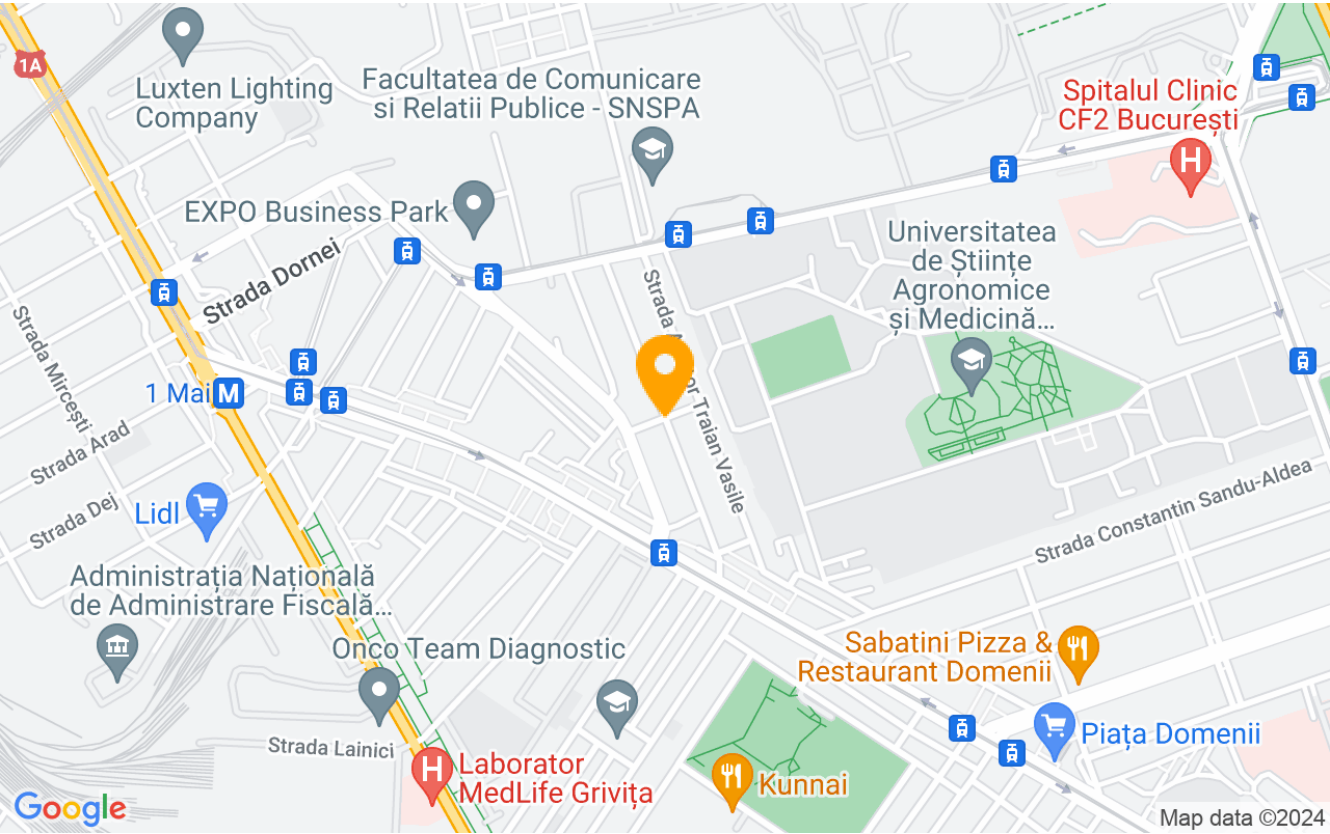 1A
Luxten Lighting
Company
Facultatea de Comunicare
si Relatii Publice - SNSPA
Spitalul Clinic
CF2 București
EXPO Business Park
Strada Dornei
Universitatea
de Științe
Agronomice
și Medicină...
Strada Mircești
1 Mai
M
Strada Arad
Strada Dej
Lidl
Strada
or Traian Vasile
Strada Constantin Sandu-Aldea
Administrația Națională
de Administrare Fiscală...
Onco Team Diagnostic
Sabatini Pizza &
Restaurant Domenii
Strada Lainici
H
H
Laborator
MedLife Grivița
Kunnai
Piața Domenii
Google
Map data ©2024